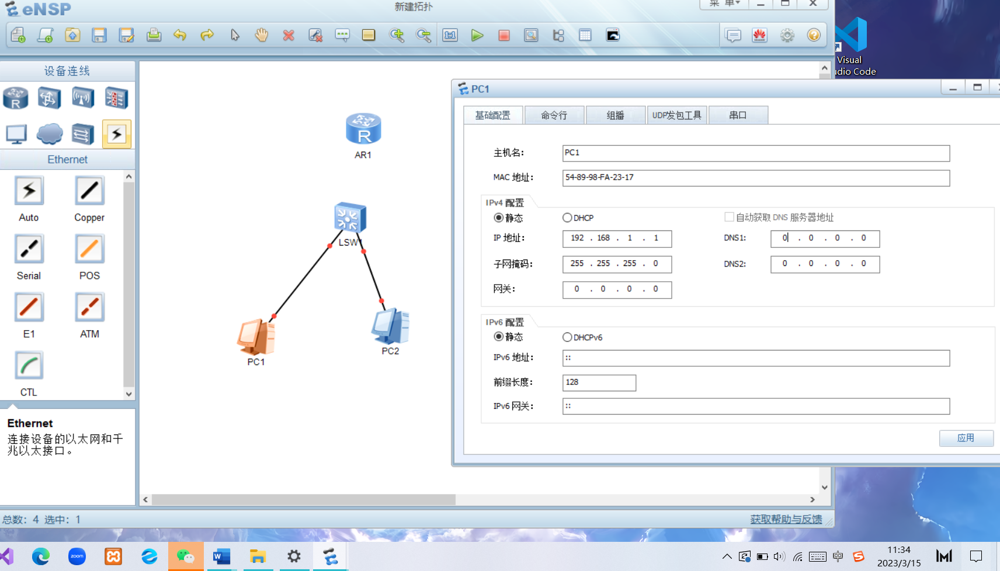 eNSP
新建拓扑
菜 单
设备连线
Ethernet
Auto
Copper
Serial
POS
E1
ATM
CTL
Ethernet
连接设备的以太网和千
兆以太接口。
R
AR1
LSW1
PC1
PC2
PC1
基础配置
命令行
组播
UDP发包工具
串口
主机名:
PC1
MAC 地址:
54-89-98-FA-23-17
IPv4 配置
静态
DHCP
自动获取 DNS 服务器地址
IP 地址:
192 . 168 . 1 . 1
DNS1:
0 . 0 . 0 . 0
子网掩码:
255 . 255 . 255 . 0
DNS2:
0 . 0 . 0 . 0
网关:
0 . 0 . 0 . 0
IPv6 配置
静态
DHCPv6
IPv6 地址:
::
前缀长度:
128
IPv6 网关:
::
应用
总数: 4 选中: 1
获取帮助与反馈
Visual
udio Code
zoom
W
中
S
11:34
2023/3/15